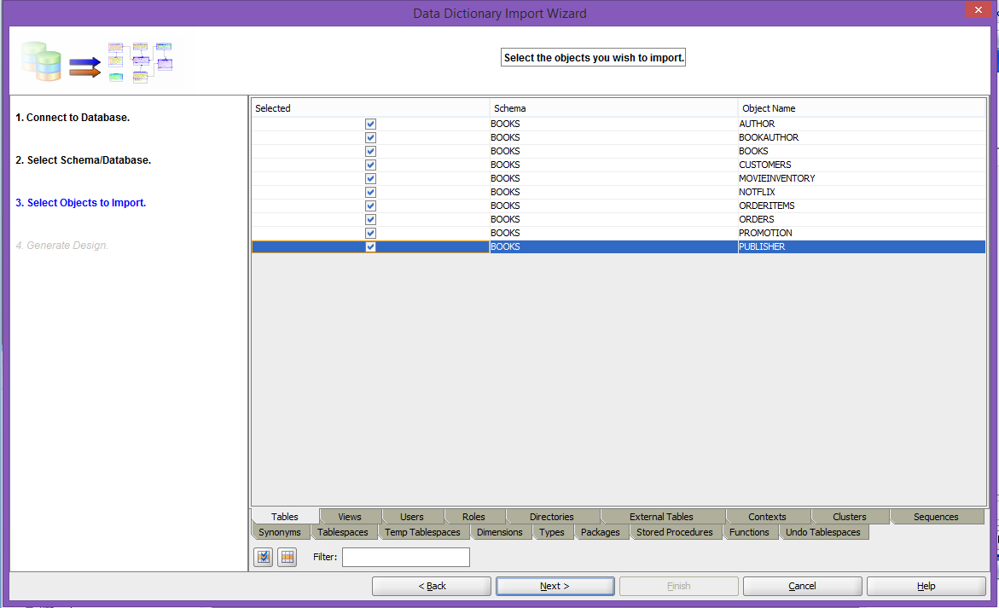 Data Dictionary Import Wizard
Select the objects you wish to import.
1. Connect to Database.
2. Select Schema/Database.
3. Select Objects to Import.
4. Generate Design.
Selected Schema Object Name
BOOKS AUTHOR
BOOKS BOOKAUTHOR
BOOKS BOOKS
BOOKS CUSTOMERS
BOOKS MOVIEINVENTORY
BOOKS NOTFLIX
BOOKS ORDERITEMS
BOOKS ORDERS
BOOKS PROMOTION
BOOKS PUBLISHER
Tables Views Users Roles Directories External Tables Contexts Clusters Sequences
Synonyms Tablespaces Temp Tablespaces Dimensions Types Packages Stored Procedures Functions Undo Tablespaces
Filter:
< Back Next > Finish Cancel Help